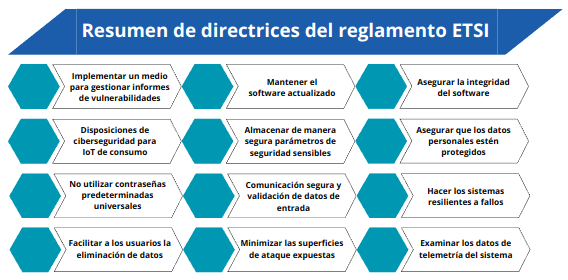 Resumen de directrices del reglamento ETSI
Implementar un medio
para gestionar informes
de vulnerabilidades
Mantener el
software actualizado
Asegurar la integridad
del software
Disposiciones de
ciberseguridad para
IoT de consumo
Almacenar de manera
segura parámetros de
seguridad sensibles
Asegurar que los datos
personales estén
protegidos
No utilizar contraseñas
predeterminadas
universales
Comunicación segura y
validación de datos de
entrada
Hacer los sistemas
resilientes a fallos
Facilitar a los usuarios la
eliminación de datos
Minimizar las superficies
de ataque expuestas
Examinar los datos de
telemetría del sistema